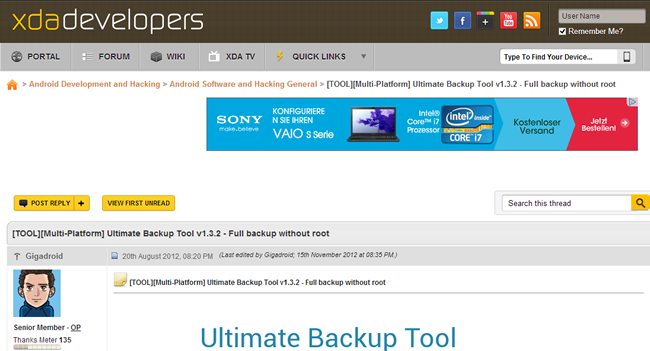 xdadevelopers
User Name
Remember Me?
PORTAL FORUM WIKI XDA TV QUICK LINKS
Type To Find Your Device...
> Android Development and Hacking > Android Software and Hacking General > [TOOL][Multi-Platform] Ultimate Backup Tool v1.3.2 - Full backup without root
SONY
make.believe
KONFIGURIERE
N SIE IHREN
VAIO S Serie
Intel®
Core™ i7
Prozessor
intel
inside™
CORE™ i7
Kostenloser
Versand
Jetzt
Bestellen!
POST REPLY +
VIEW FIRST UNREAD
Search this thread
[TOOL][Multi-Platform] Ultimate Backup Tool v1.3.2 - Full backup without root
Gigadroid
20th August 2012, 08:20 PM (Last edited by Gigadroid; 15th November 2012 at 08:35 PM.)
[TOOL][Multi-Platform] Ultimate Backup Tool v1.3.2 - Full backup without root
Senior Member - OP
Thanks Meter 135
Ultimate Backup Tool